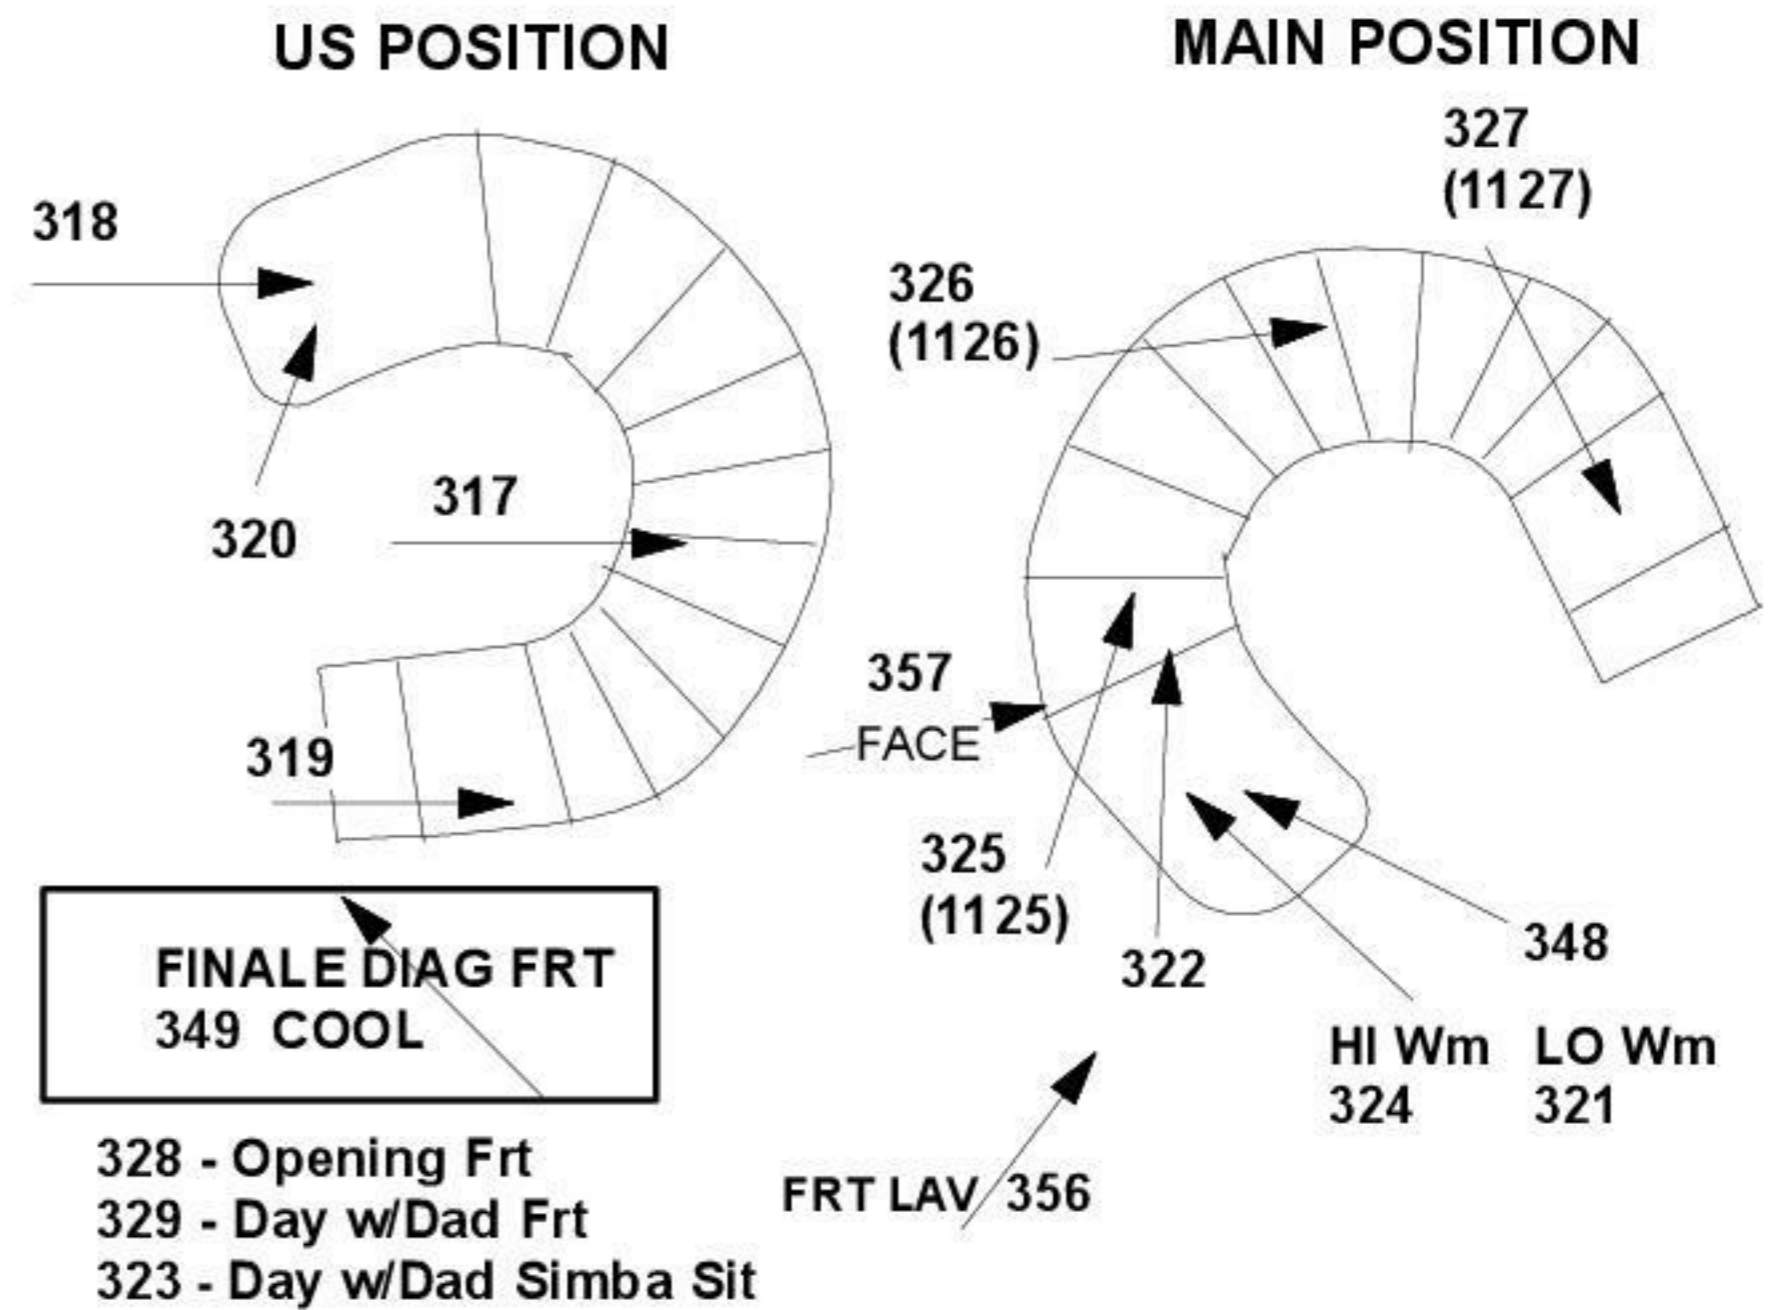 US POSITION
MAIN POSITION
327
(1127)
318
326
(1126)
317
320
357
FACE
319
325
(1125)
322
348
FINALE DIAG FRT
349 COOL
HI Wm LO Wm
324 321
328 - Opening Frt
FRT LAV 356
329 - Day w/Dad Frt
323 - Day w/Dad Simba Sit